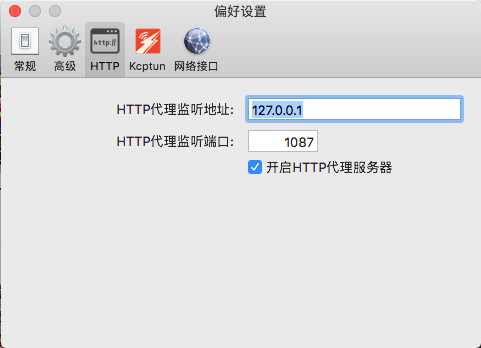 偏好设置
常规
高级
http://
HTTP
Kcptun
网络接口
HTTP代理监听地址:
127.0.0.1
HTTP代理监听端口:
1087
开启HTTP代理服务器